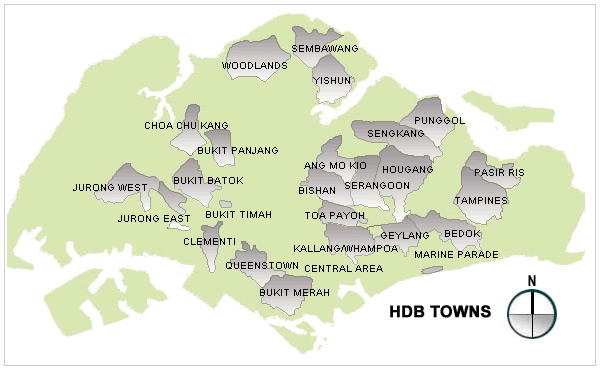 SEMBAWANG
WOODLANDS
YISHUN
PUNGGOL
CHOA CHU KANG
SENGKANG
BUKIT PANJANG
ANG MO KIO
HOUGANG
PASIR RIS
BUKIT BATOK
JURONG WEST
BISHAN
SERANGOON
TAMPINES
BUKIT TIMAH
TOA PAYOH
JURONG EAST
GEYLANG
BEDOK
CLEMENTI
KALLANG/WHAMPOA
MARINE PARADE
QUEENSTOWN
CENTRAL AREA
N
BUKIT MERAH
HDB TOWNS